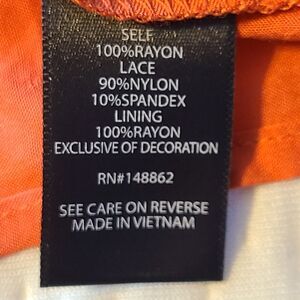 SELF
100%RAYON
LACE
90%NYLON
10%SPANDEX
LINING
100%RAYON
EXCLUSIVE OF DECORATION
RN#148862
SEE CARE ON REVERSE
MADE IN VIETNAM